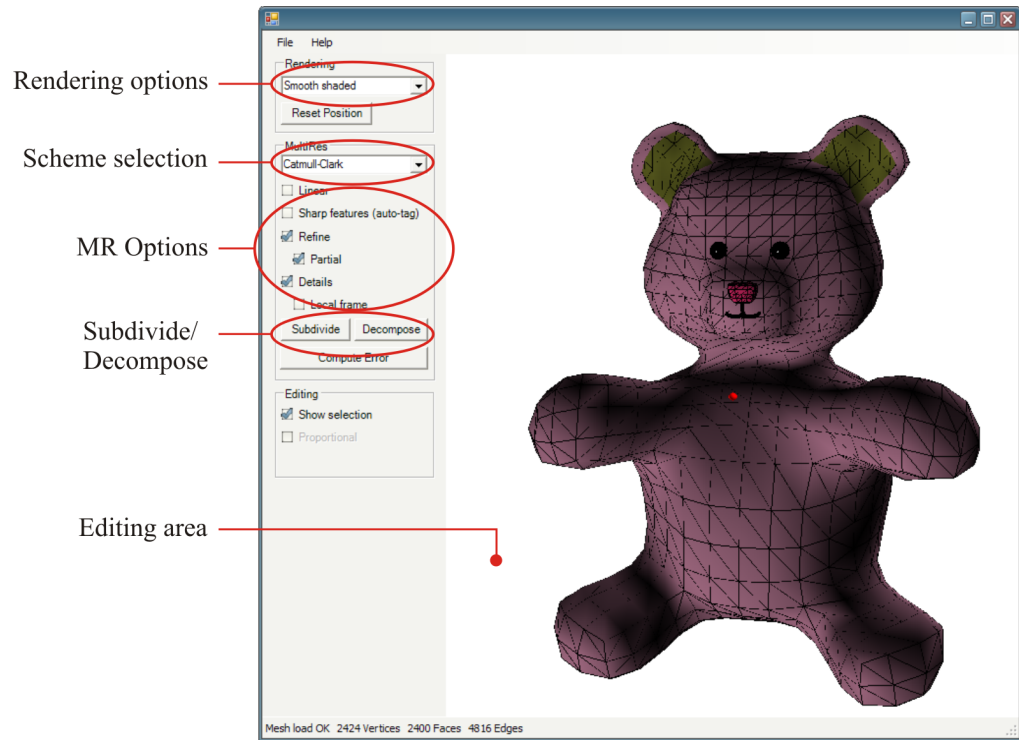 File Help
Rendering options
Rendering
Smooth shaded
Reset Position
Scheme selection
MultiRes
Catmull-Clark
Linear
Sharp features (auto-tag)
MR Options
Refine
Partial
Details
Local frame
Subdivide/
Decompose
Subdivide Decompose
Compute Error
Editing
Show selection
Proportional
Editing area
Mesh load OK 2424 Vertices 2400 Faces 4816 Edges